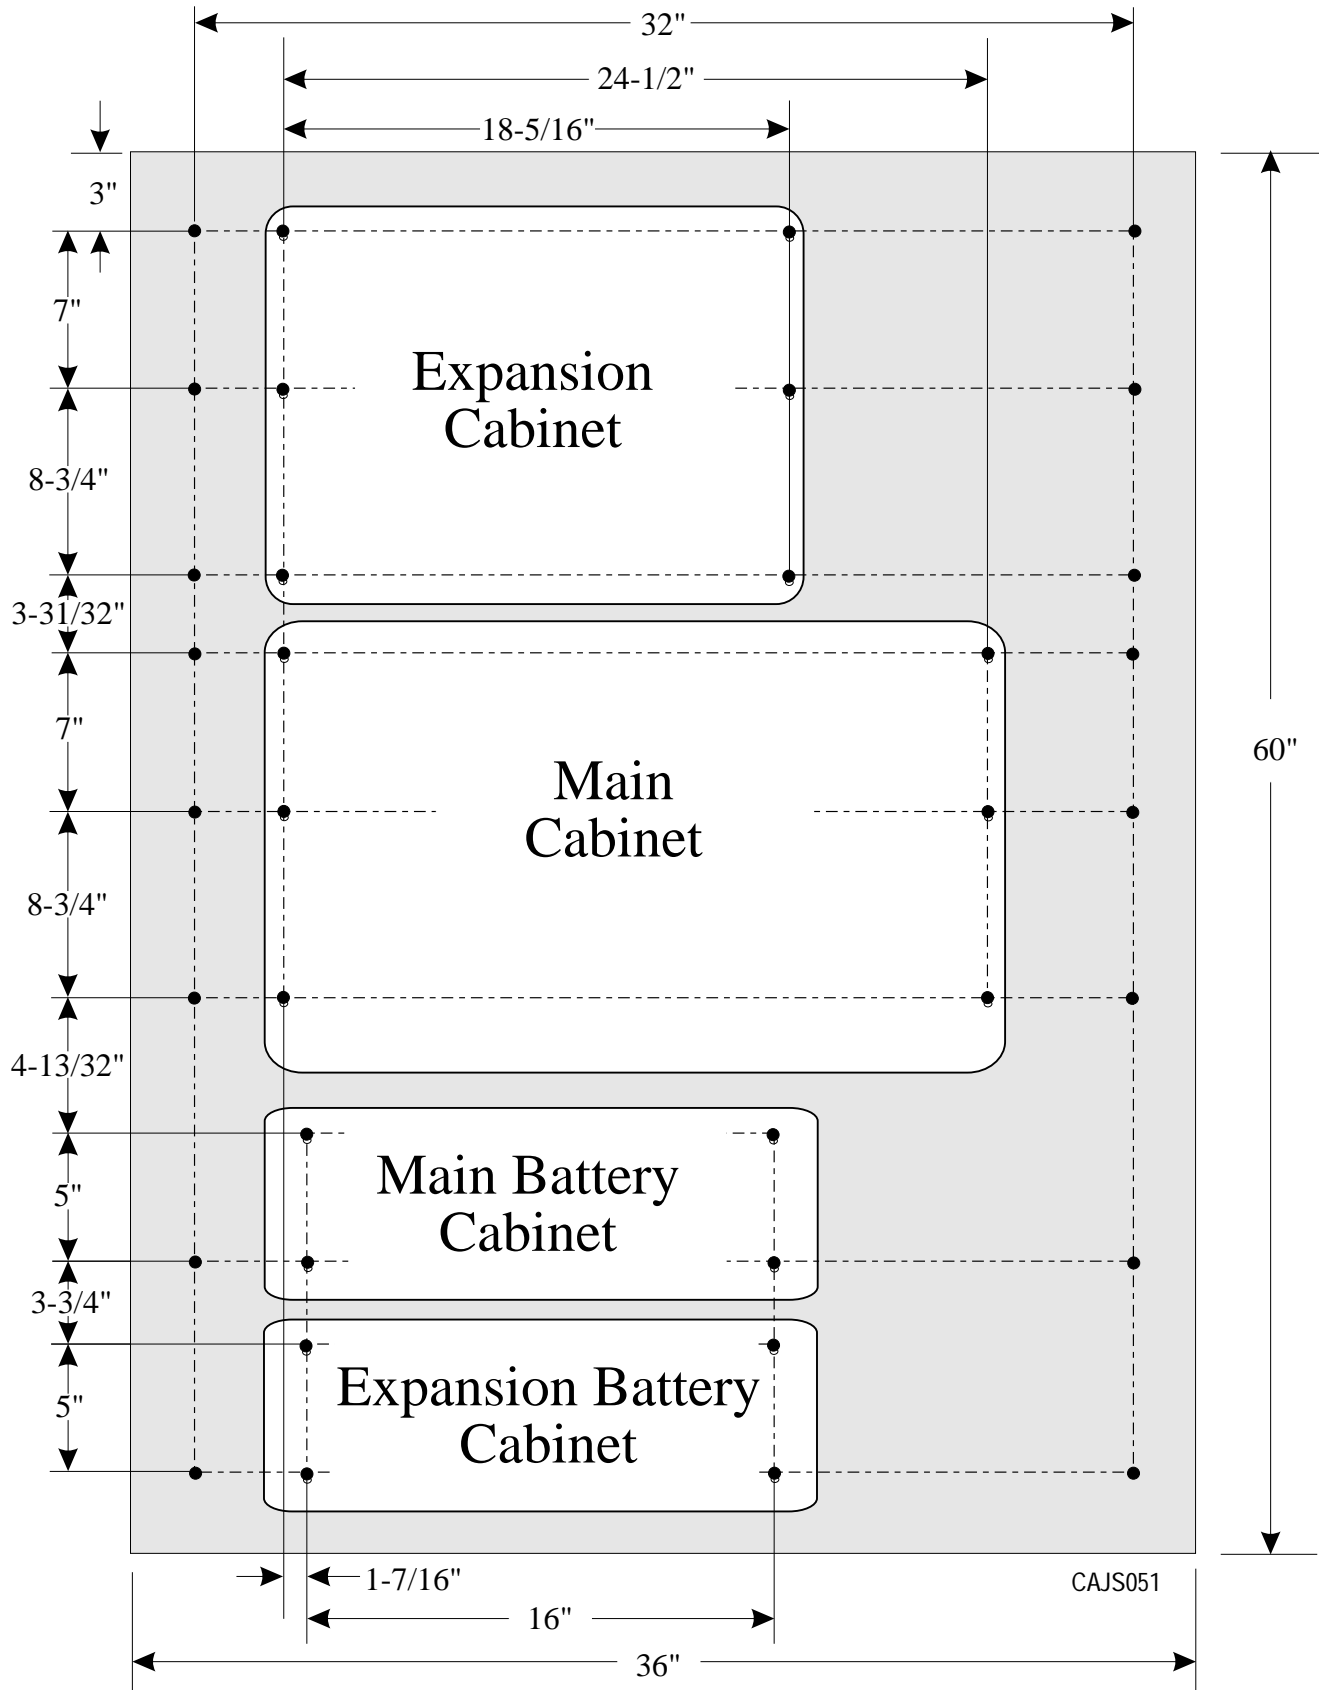 32"
24-1/2"
18-5/16"
3"
7"
Expansion
Cabinet
8-3/4"
3-31/32"
7"
60"
Main
Cabinet
8-3/4"
4-13/32"
Main Battery
Cabinet
5"
3-3/4"
Expansion Battery
Cabinet
5"
1-7/16"
CAJS051
16"
36"